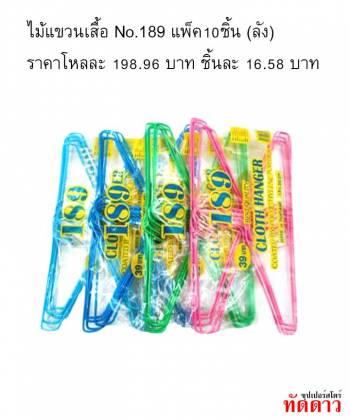 ไม้แขวนเสื้อ No.189 แพ็ค10ชิ้น (ลัง)
ราคาโหลละ 198.96 บาท ชิ้นละ 16.58 บาท
189
CLOTH HANGER
189
189
CLOTH HANGER
39
ซุปเปอร์สโตร์
ทัดดาว